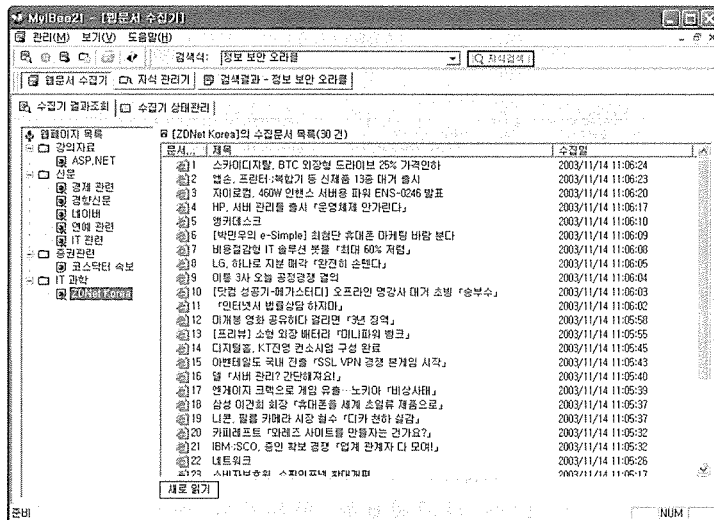 MyIBee21 - [웹문서 수집기]
관리(M) 보기(V) 도움말(H)
검색식: 정보 보안 오라클 지식검색
웹문서 수집기 지식 관리기 검색결과 - 정보 보안 오라클
수집기 결과조회 수집기 상태관리
웹페이지 목록
강의자료
ASP.NET
신문
경제 관련
경향신문
네이버
연예 관련
IT 관련
증권관련
코스닥터 속보
IT 과학
ZDNet Korea
[ZDNet Korea]의 수집문서 목록(30 건)
문서... 제목 수집일
1 스카이디지탈, BTC 외장형 드라이브 25% 가격인하 2003/11/14 11:06:24
2 엡손, 프린터·복합기 등 신제품 13종 대거 출시 2003/11/14 11:06:23
3 자이로컴, 460W 인핸스 서버용 파워 ENS-0246 발표 2003/11/14 11:06:20
4 HP, 서버 관리툴 출시『운영체제 안가린다』 2003/11/14 11:06:17
5 앵커데스크 2003/11/14 11:06:10
6 [박민우의 e-Simple] 최첨단 휴대폰 마케팅 바람 분다 2003/11/14 11:06:09
7 비용절감형 IT 솔루션 봇물『최대 60% 저렴』 2003/11/14 11:06:08
8 LG, 하나로 지분 매각『완전히 손뗀다』 2003/11/14 11:06:05
9 이통 3사 오늘 공정경쟁 결의 2003/11/14 11:06:04
10 [닷컴 성공기-메가스터디] 오프라인 명강사 대거 초빙『승부수』 2003/11/14 11:06:03
11 『인터넷서 법률상담 하지마』 2003/11/14 11:06:02
12 미개봉 영화 공유하다 걸리면『3년 징역』 2003/11/14 11:05:58
13 [프리뷰] 소형 외장 배터리『미니파워 뱅크』 2003/11/14 11:05:55
14 디지털홈, KT진영 컨소시엄 구성 완료 2003/11/14 11:05:45
15 아벤테일도 국내 진출『SSL VPN 경쟁 본게임 시작』 2003/11/14 11:05:43
16 델『서버 관리? 간단해져요!』 2003/11/14 11:05:40
17 엔게이지 크랙으로 게임 유출…노키아『비상사태』 2003/11/14 11:05:39
18 삼성 이건희 회장『휴대폰을 세계 초일류 제품으로』 2003/11/14 11:05:37
19 니콘, 필름 카메라 시장 철수『디카 천하 실감』 2003/11/14 11:05:37
20 카피레프트『와레즈 사이트를 만들자는 건가요?』 2003/11/14 11:05:32
21 IBM·SCO, 증인 확보 경쟁『업계 관계자 다 모여!』 2003/11/14 11:05:32
22 네트워크 2003/11/14 11:05:26
23 소비자보호원, 2003/11/14 11:05:17
새로 읽기
준비 NUM